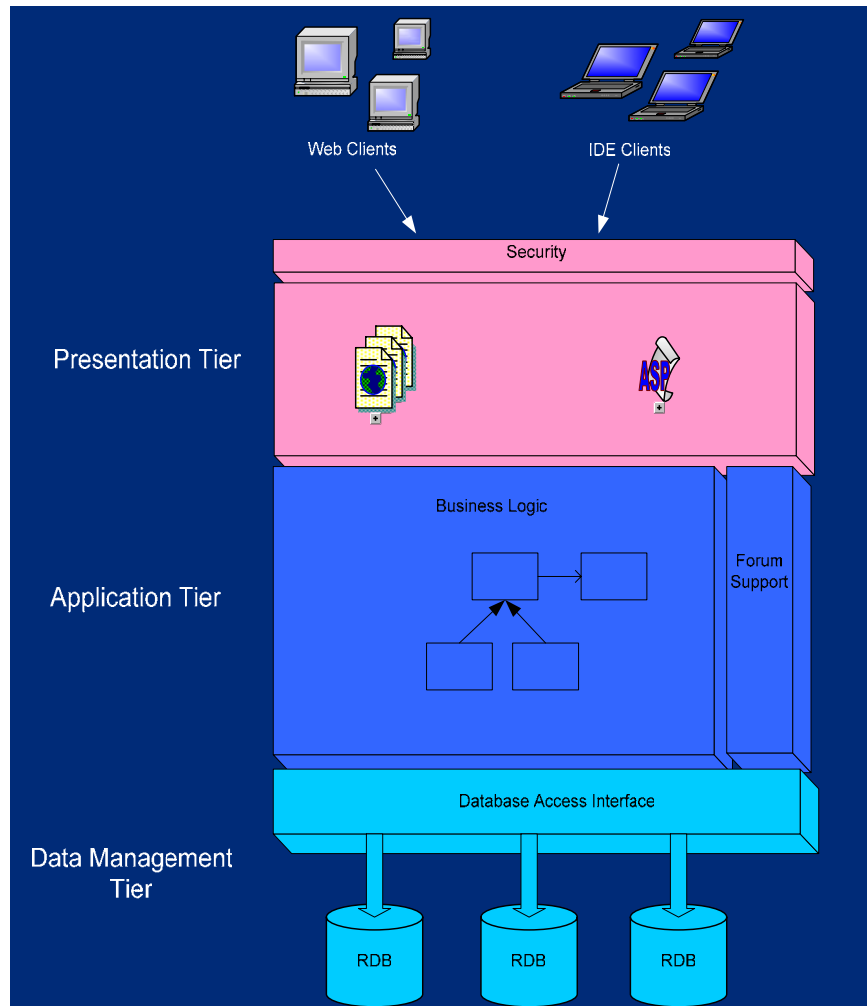 Web Clients
IDE Clients
Security
Presentation Tier
ASP
Business Logic
Forum
Support
Application Tier
Database Access Interface
Data Management
Tier
RDB
RDB
RDB